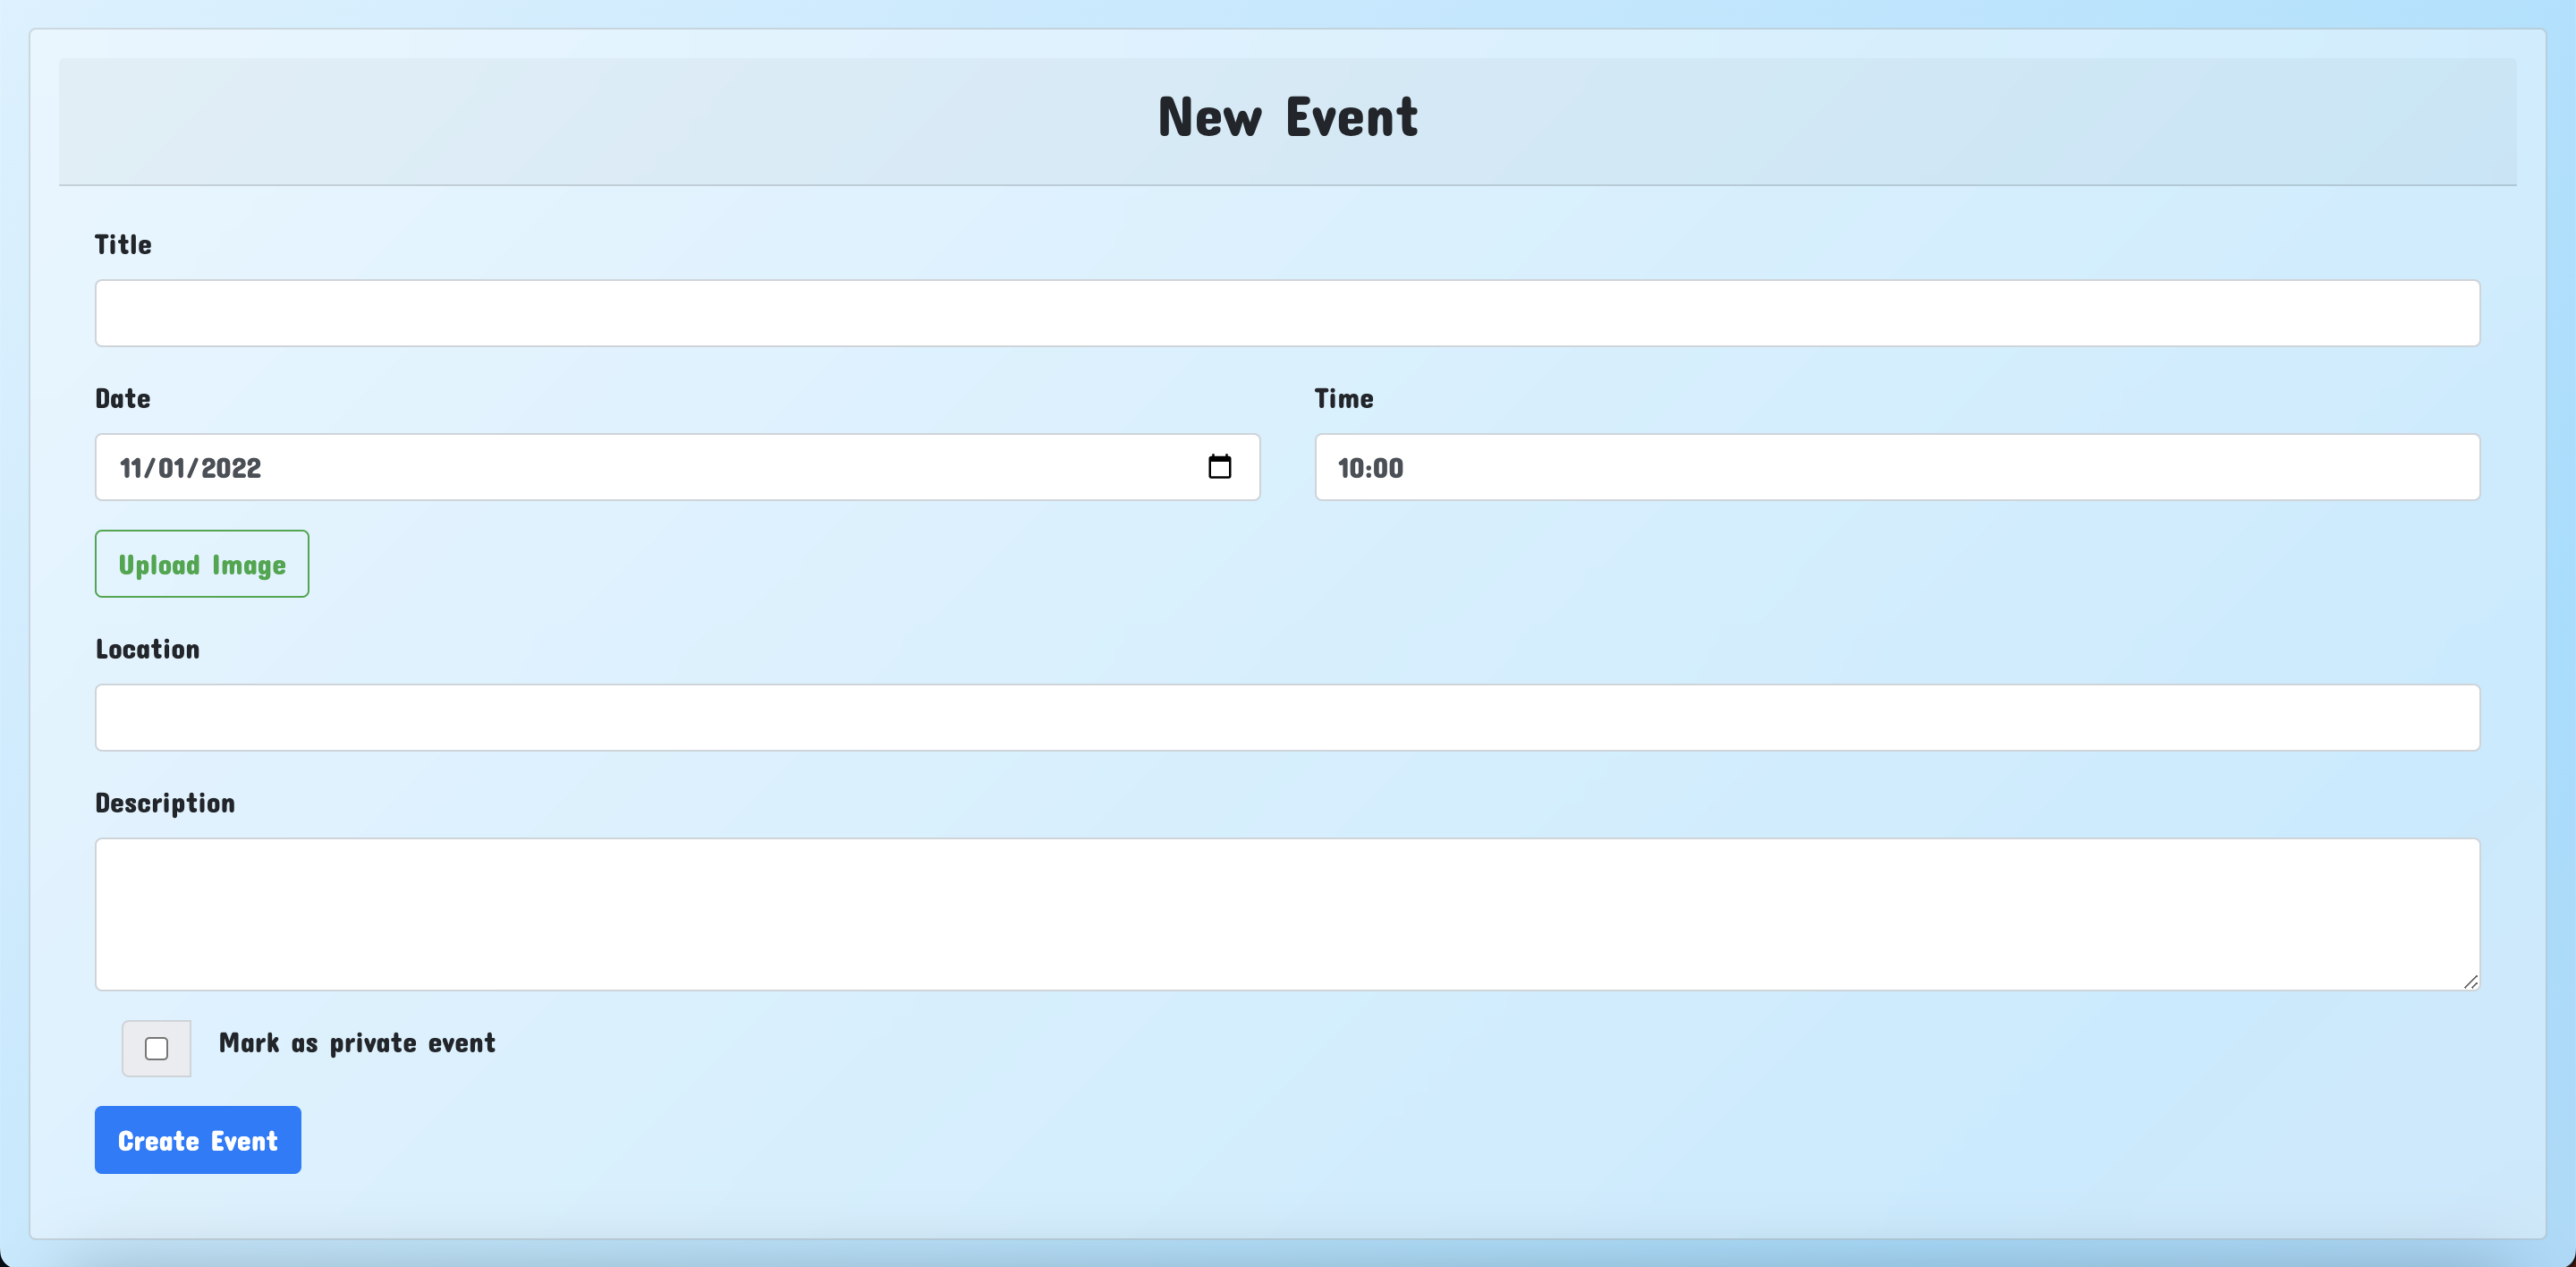 New Event
Title
Date
Time
11/01/2022
10:00
Upload Image
Location
Description
Mark as private event
Create Event